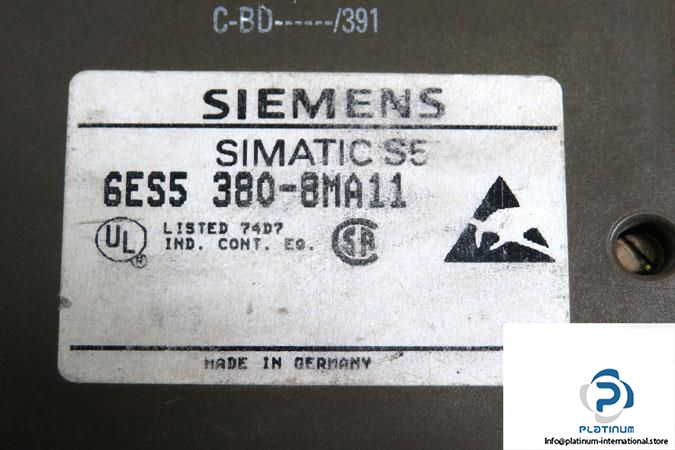 C-BD------/391
SIEMENS
SIMATIC S5
6ES5 380-8MA11
UL LISTED 74D7
R IND. CONT. EQ.
MADE IN GERMANY
PLATINUM
Info@platinum-international.store